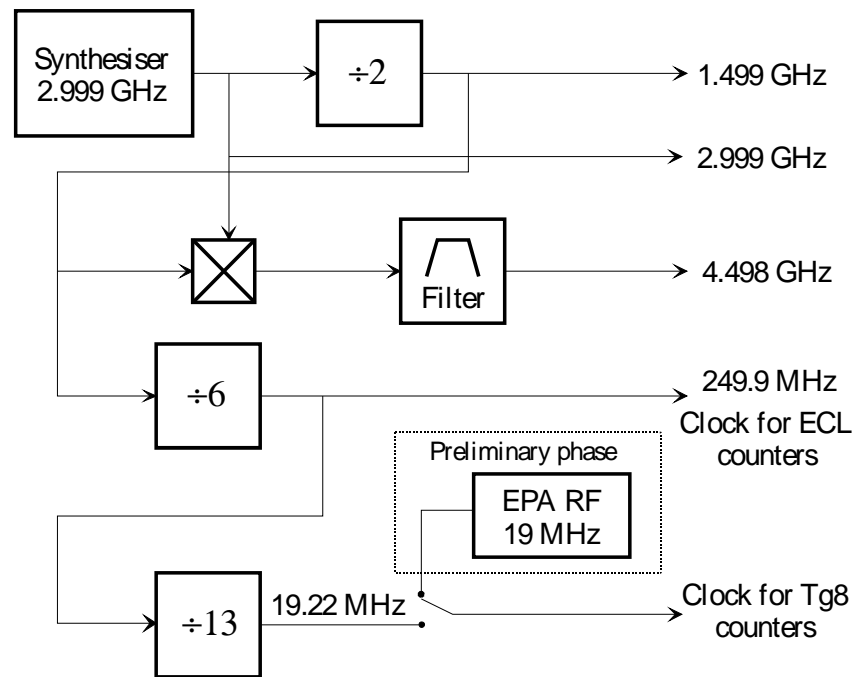 Synthesiser
2.999 GHz
÷2
1.499 GHz
2.999 GHz
Filter
4.498 GHz
÷6
249.9 MHz
Clock for ECL
counters
Preliminary phase
EPA RF
19 MHz
÷13
19.22 MHz
Clock for Tg8
counters